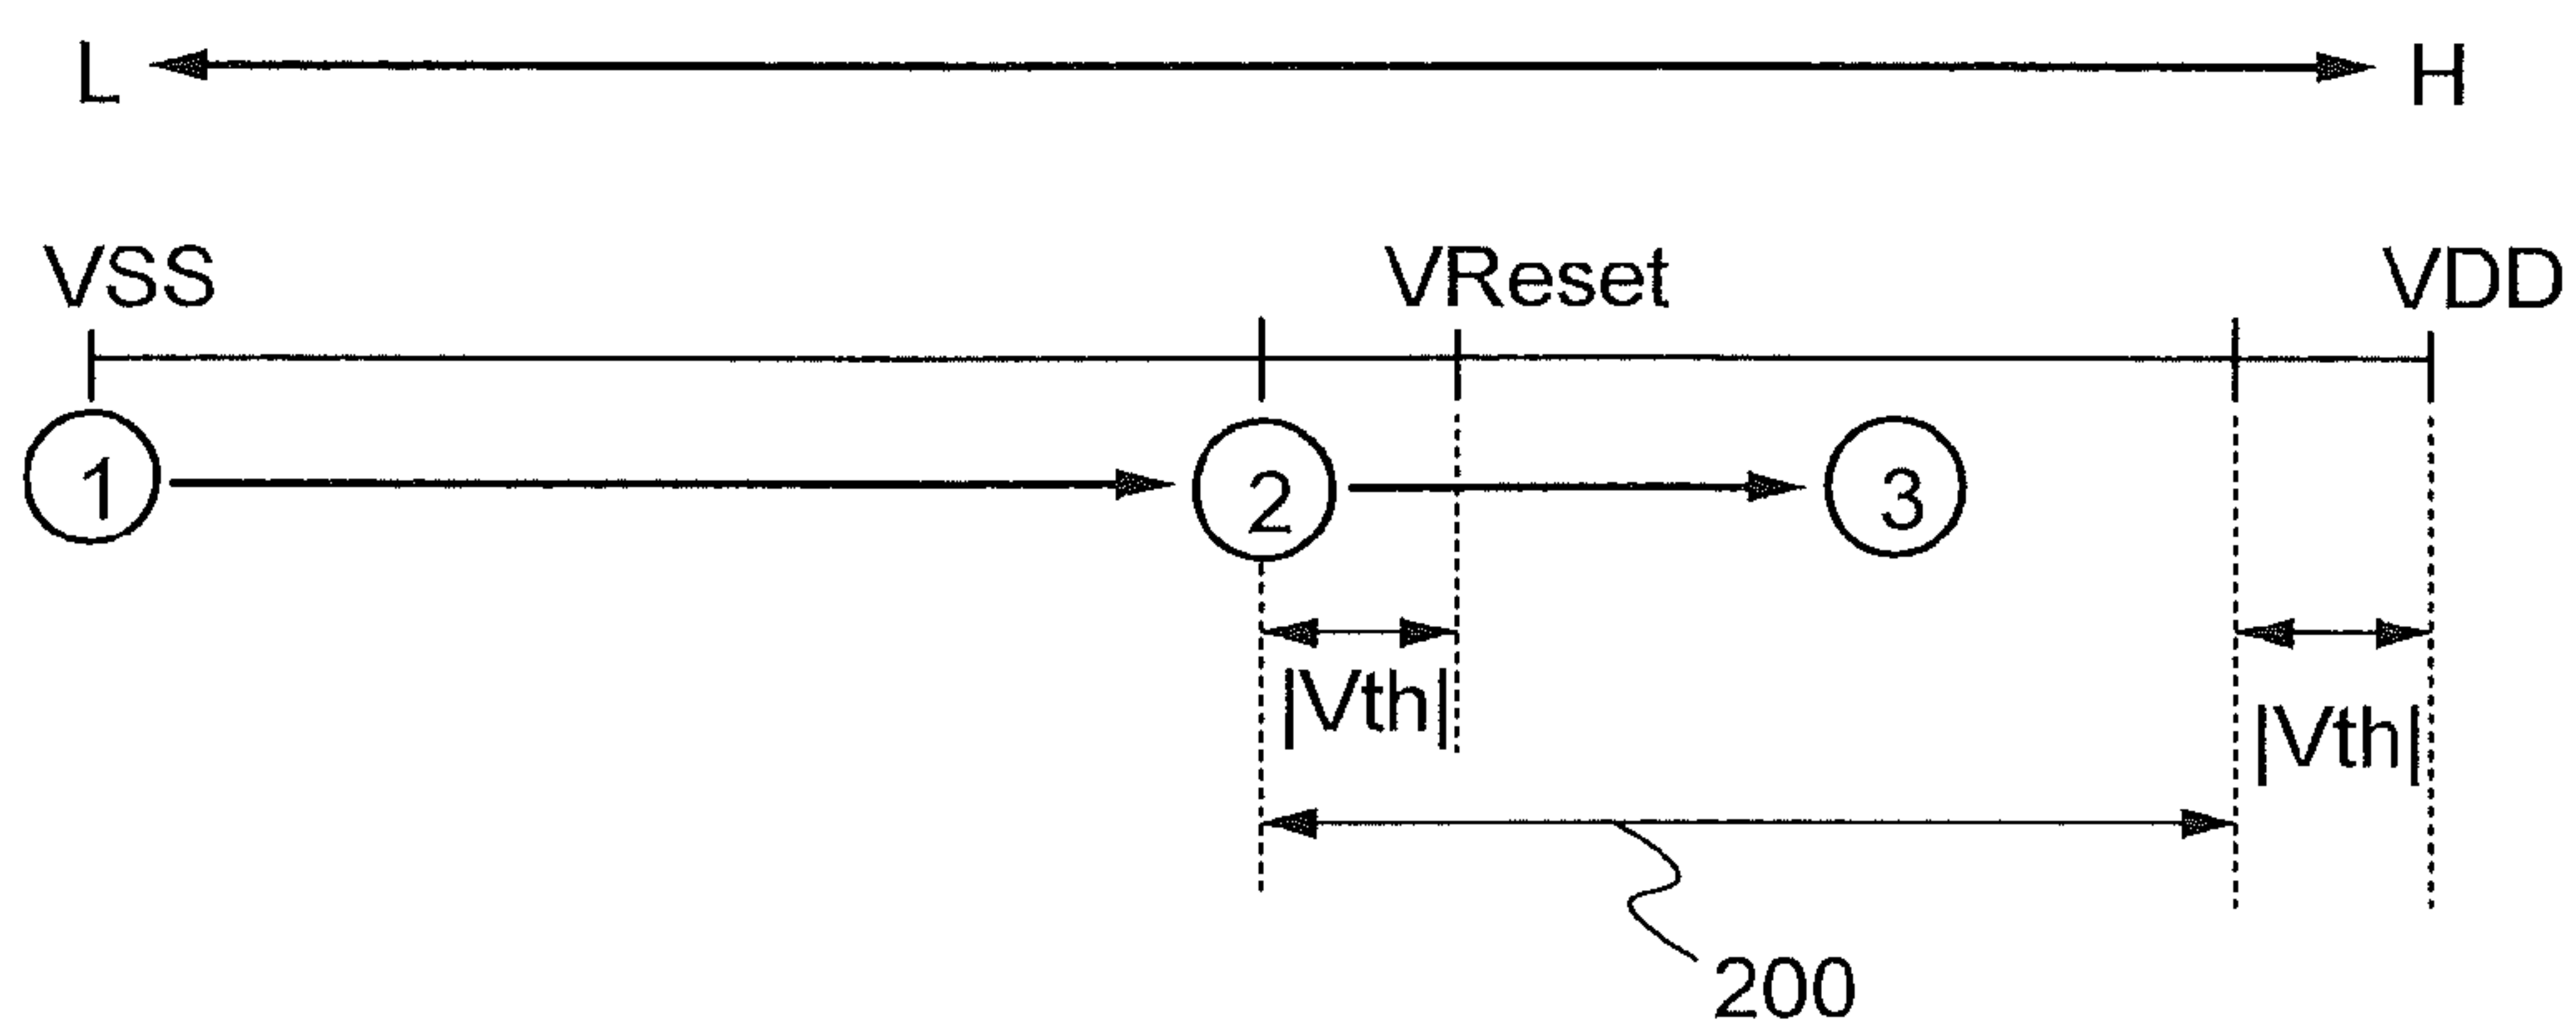 L H
VSS VReset VDD
1 2 3
|Vth| |Vth|
200